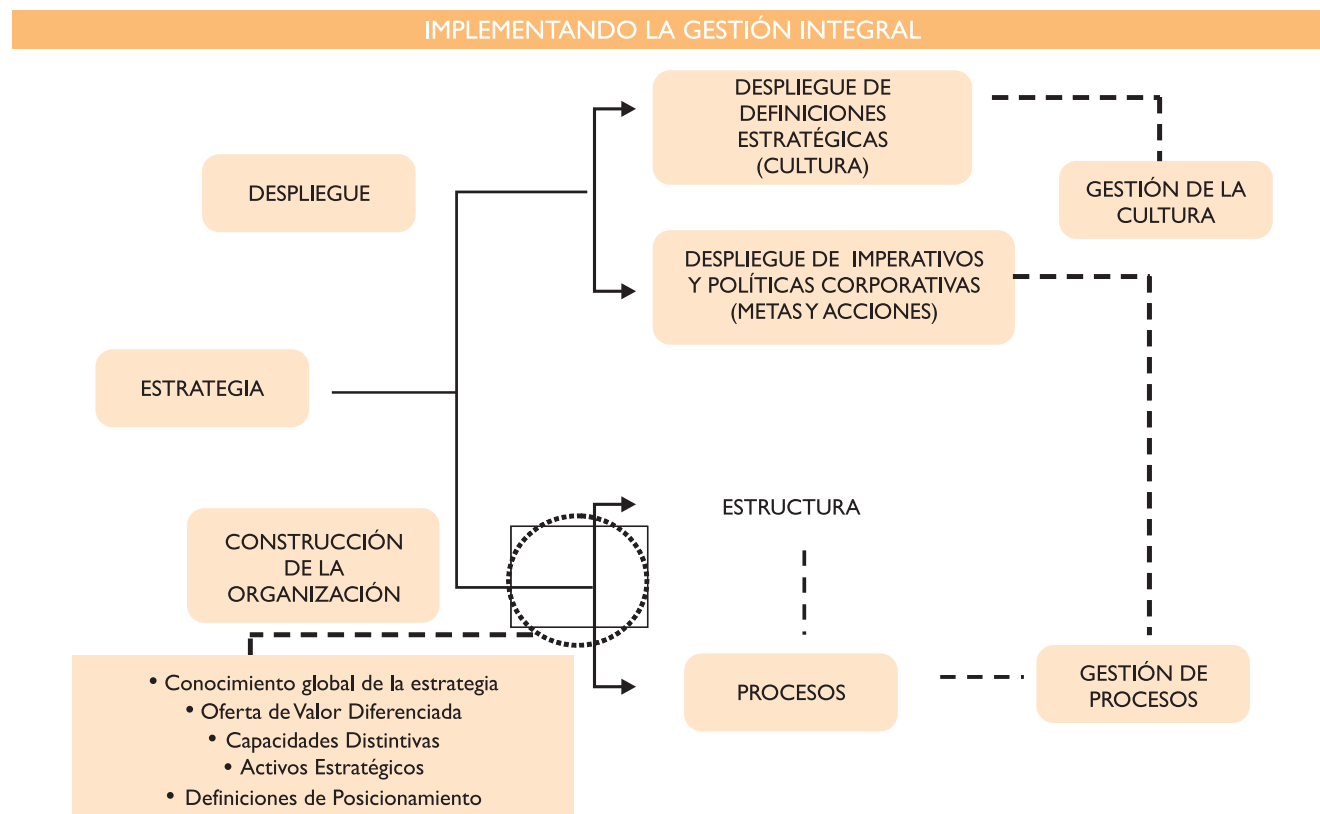 IMPLEMENTANDO LA GESTIÓN INTEGRAL
DESPLIEGUE DE
DEFINICIONES
ESTRATÉGICAS
(CULTURA)
DESPLIEGUE
GESTIÓN DE LA
CULTURA
DESPLIEGUE DE IMPERATIVOS
Y POLÍTICAS CORPORATIVAS
(METAS Y ACCIONES)
ESTRATEGIA
ESTRUCTURA
CONSTRUCCIÓN
DE LA
ORGANIZACIÓN
PROCESOS
GESTIÓN DE
PROCESOS
• Conocimiento global de la estrategia
• Oferta de Valor Diferenciada
• Capacidades Distintivas
• Activos Estratégicos
• Definiciones de Posicionamiento